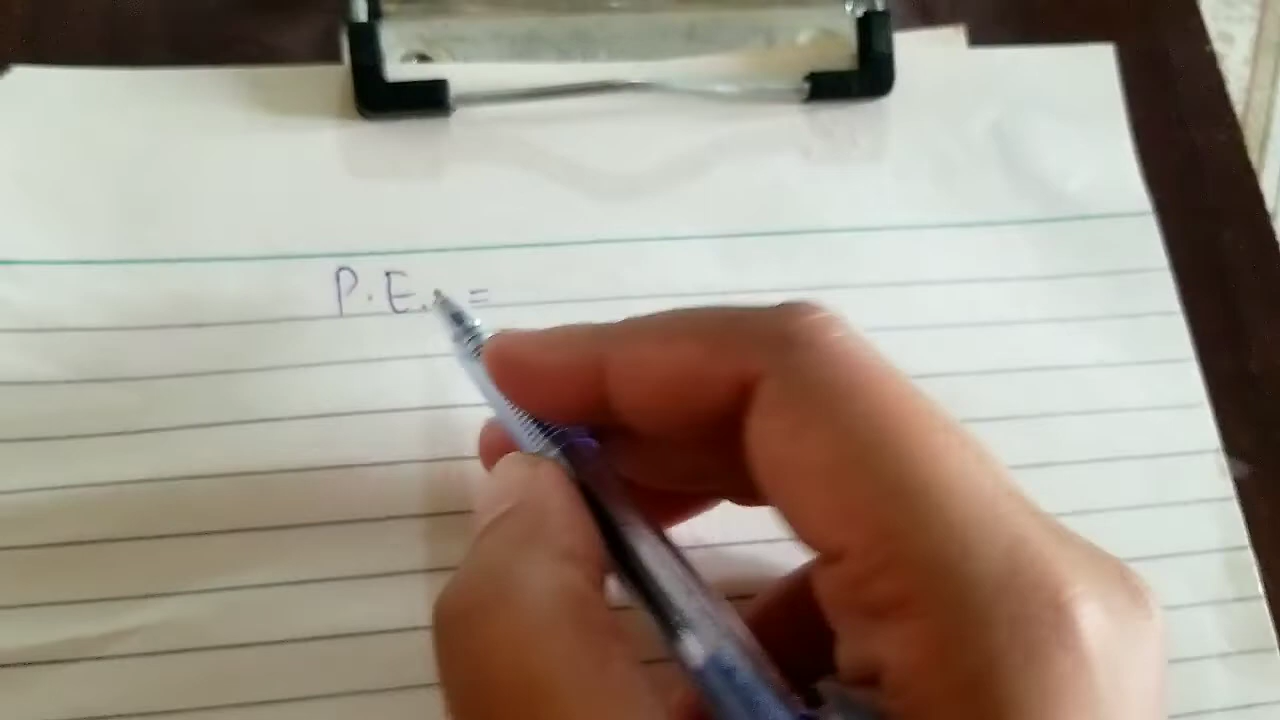 P.E. =